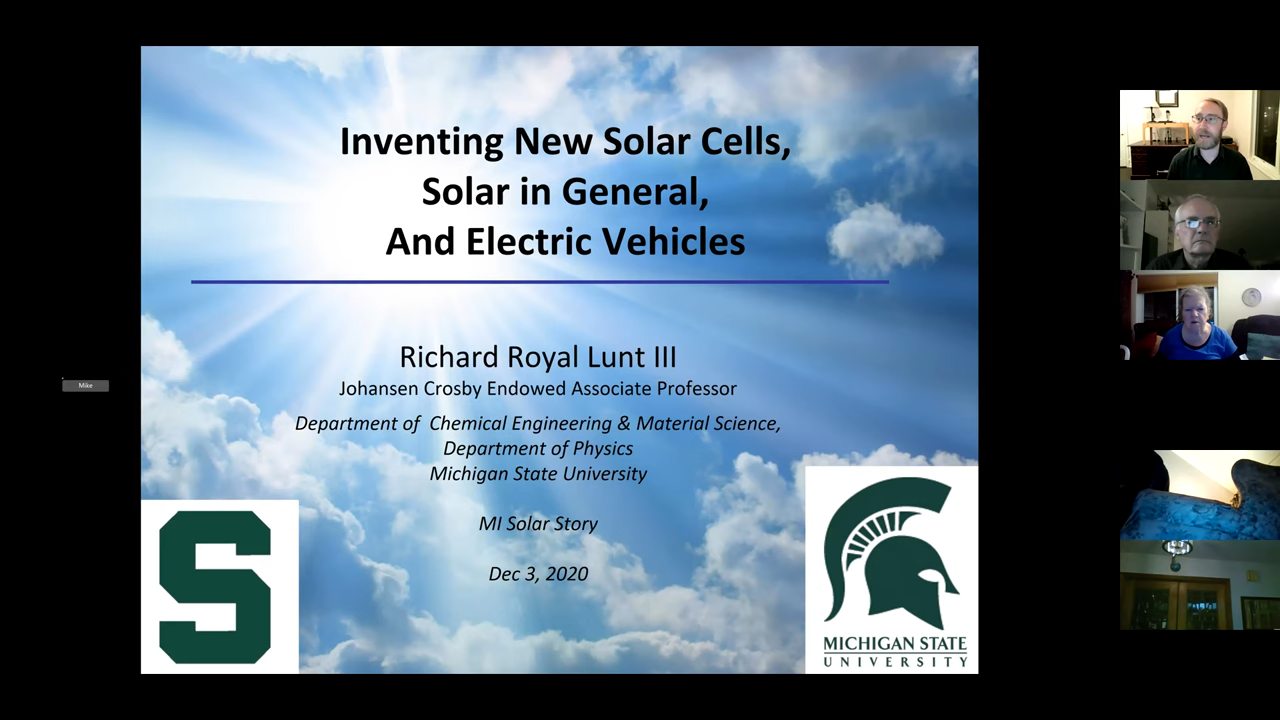 Inventing New Solar Cells,
Solar in General,
And Electric Vehicles
Richard Royal Lunt III
Johansen Crosby Endowed Associate Professor
Department of Chemical Engineering & Material Science,
Department of Physics
Michigan State University
MI Solar Story
Dec 3, 2020
Mike
S
MICHIGAN STATE
UNIVERSITY